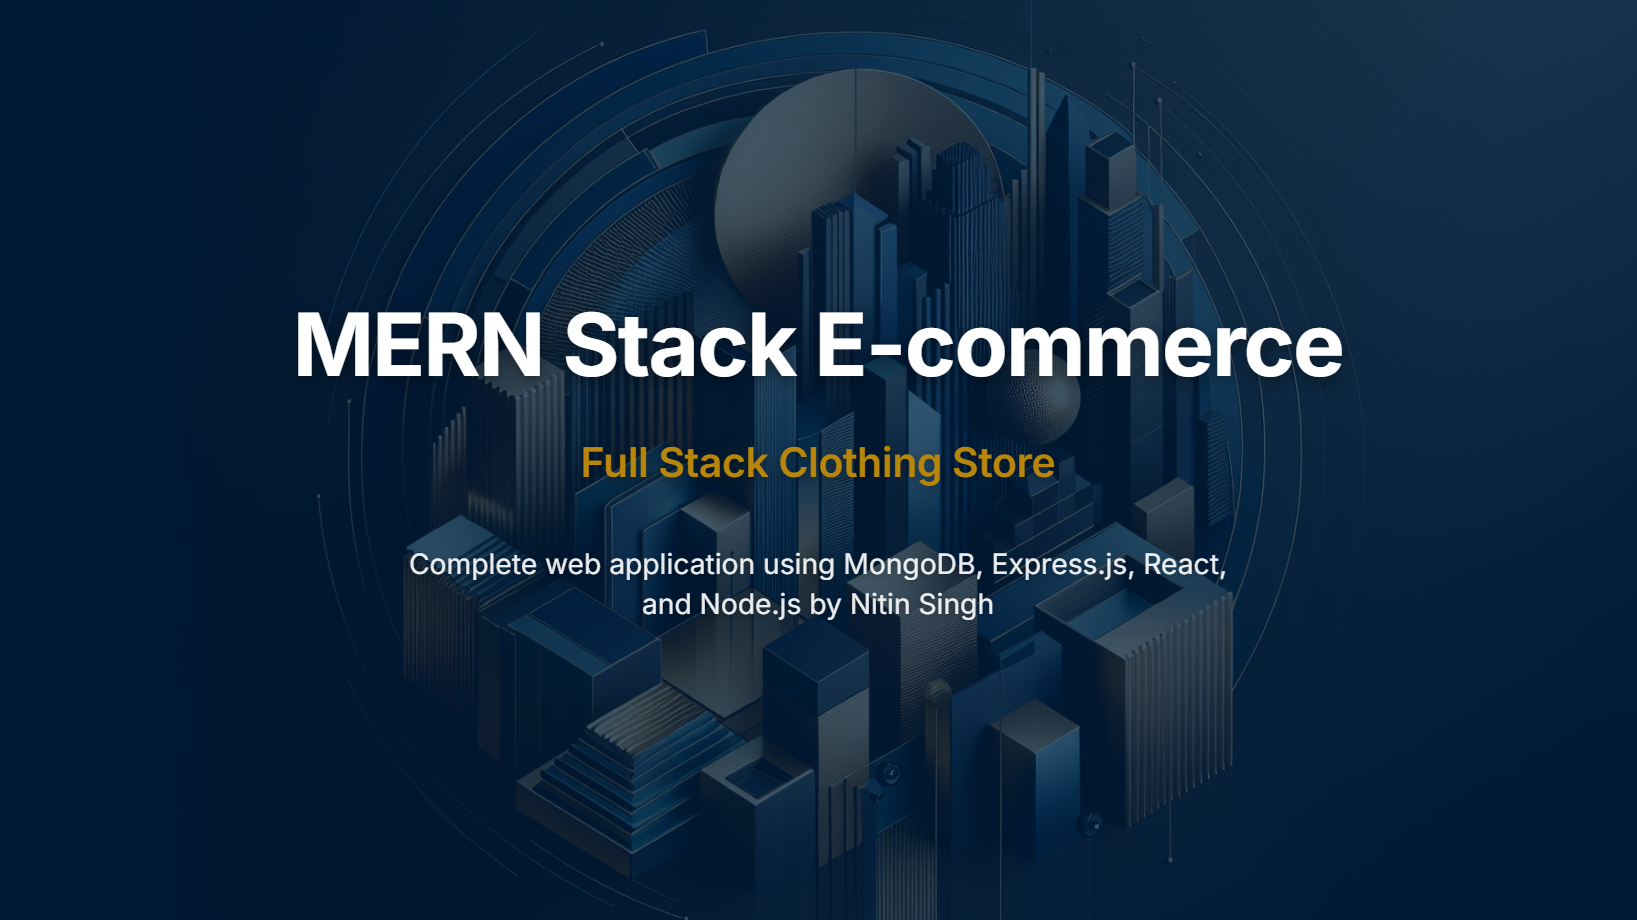 MERN Stack E-commerce
Full Stack Clothing Store
Complete web application using MongoDB, Express.js, React,
and Node.js by Nitin Singh